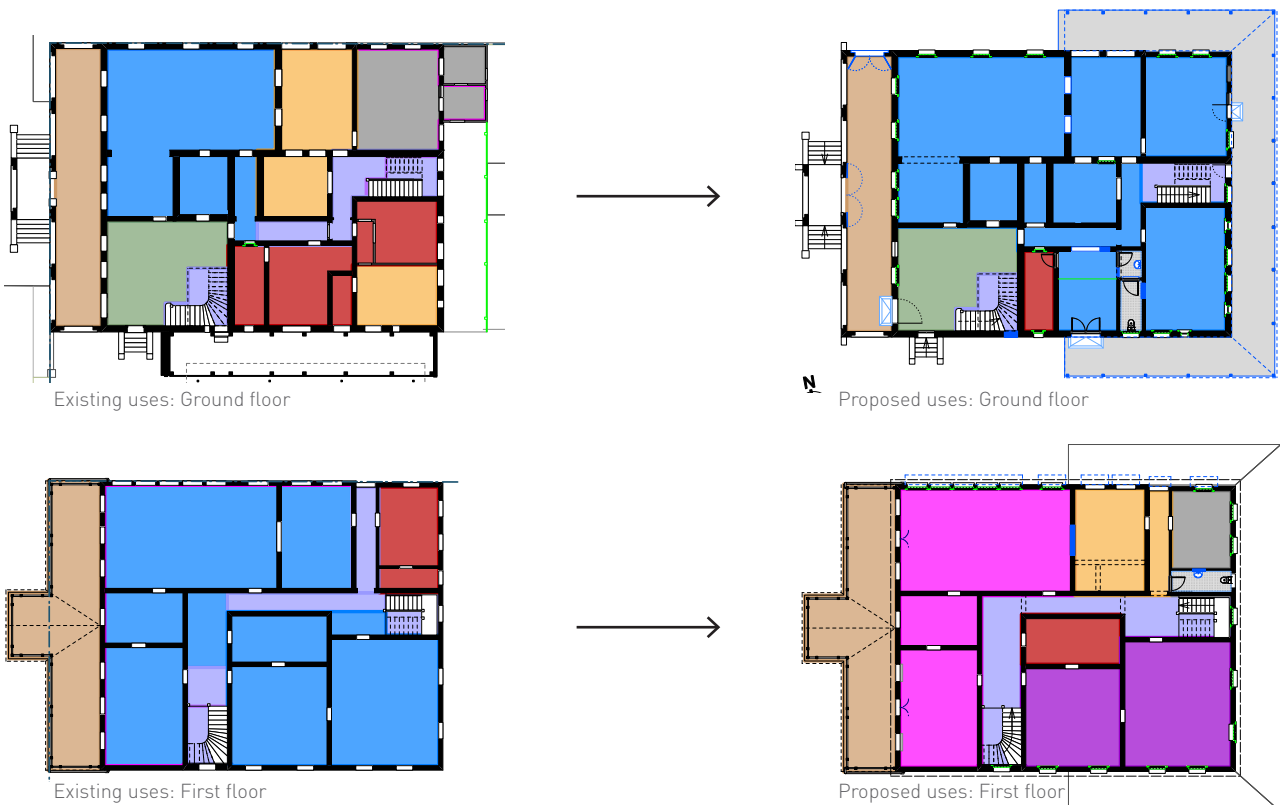 Existing uses: Ground floor
N
Proposed uses: Ground floor
Existing uses: First floor
Proposed uses: First floor